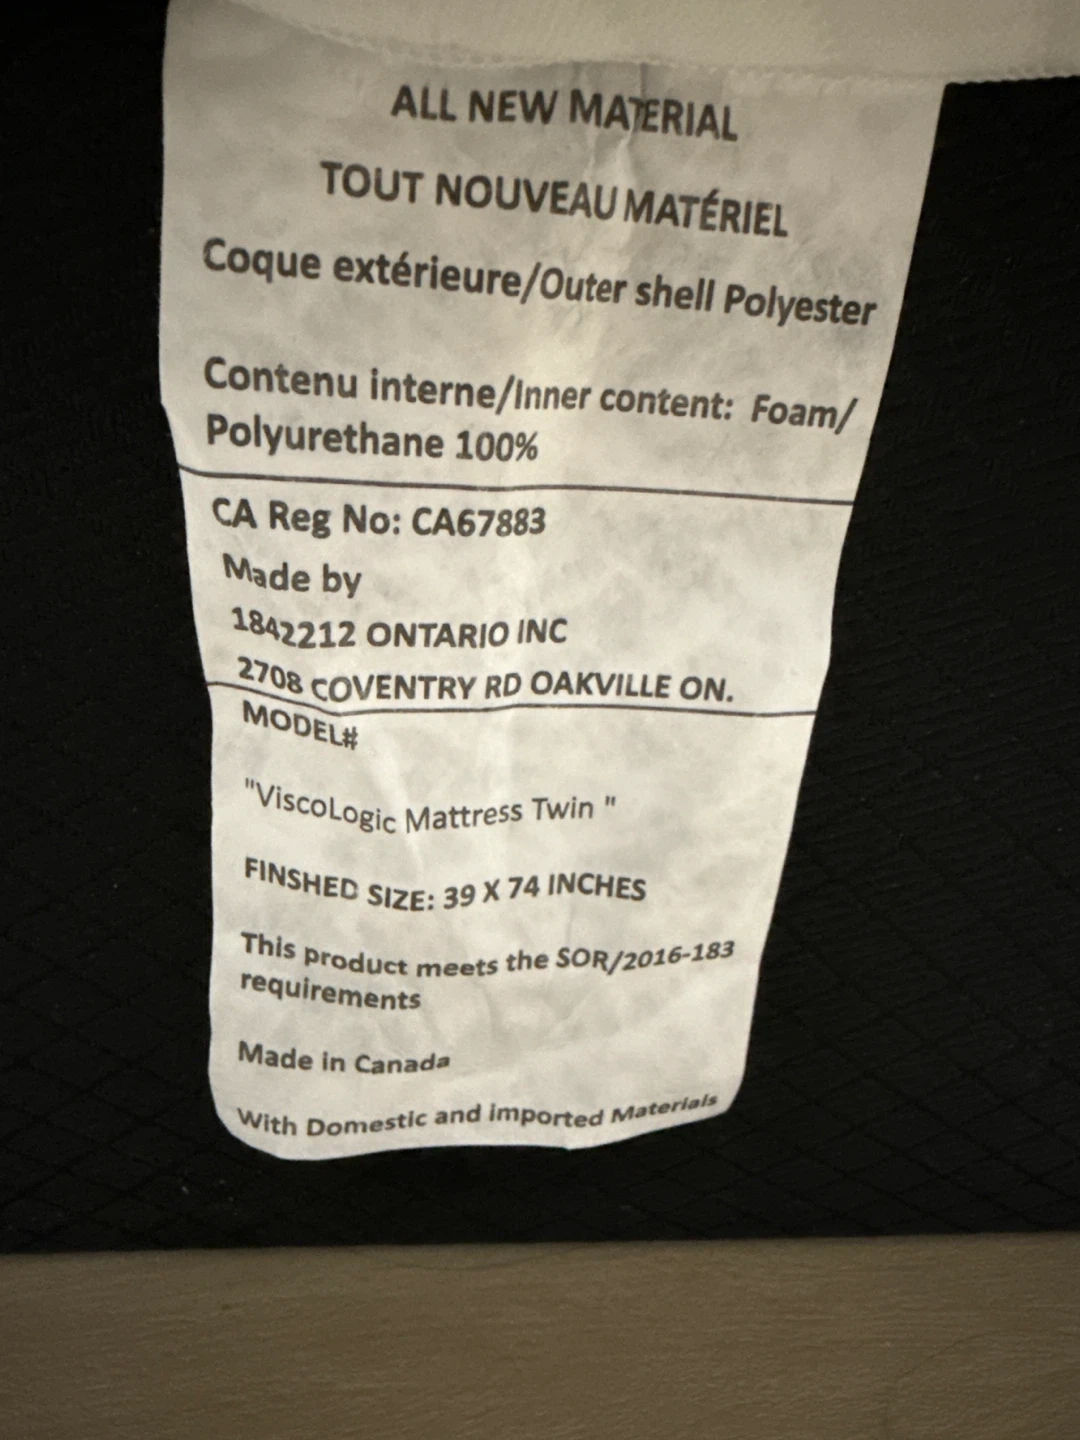 ALL NEW MATERIAL
TOUT NOUVEAU MATÉRIEL
Coque extérieure/Outer shell Polyester
Contenu interne/Inner content: Foam/
Polyurethane 100%
CA Reg No: CA67883
Made by
1842212 ONTARIO INC
2708 COVENTRY RD OAKVILLE ON.
MODEL#
"ViscoLogic Mattress Twin "
FINSHED SIZE: 39 X 74 INCHES
This product meets the SOR/2016-183
requirements
Made in Canada
With Domestic and imported Materials